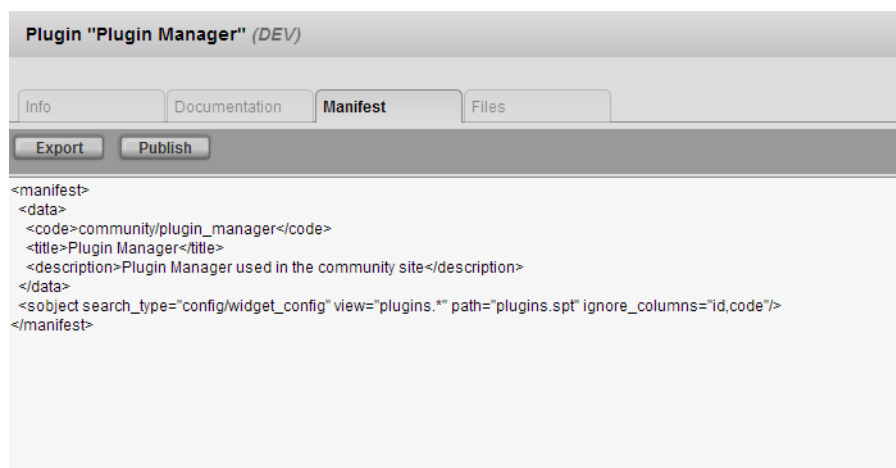 Plugin "Plugin Manager" (DEV)
Info Documentation Manifest Files
Export Publish
<manifest>
<data>
<code>community/plugin_manager</code>
<title>Plugin Manager</title>
<description>Plugin Manager used in the community site</description>
</data>
<sobject search_type="config/widget_config" view="plugins.*" path="plugins.spt" ignore_columns="id,code"/>
</manifest>